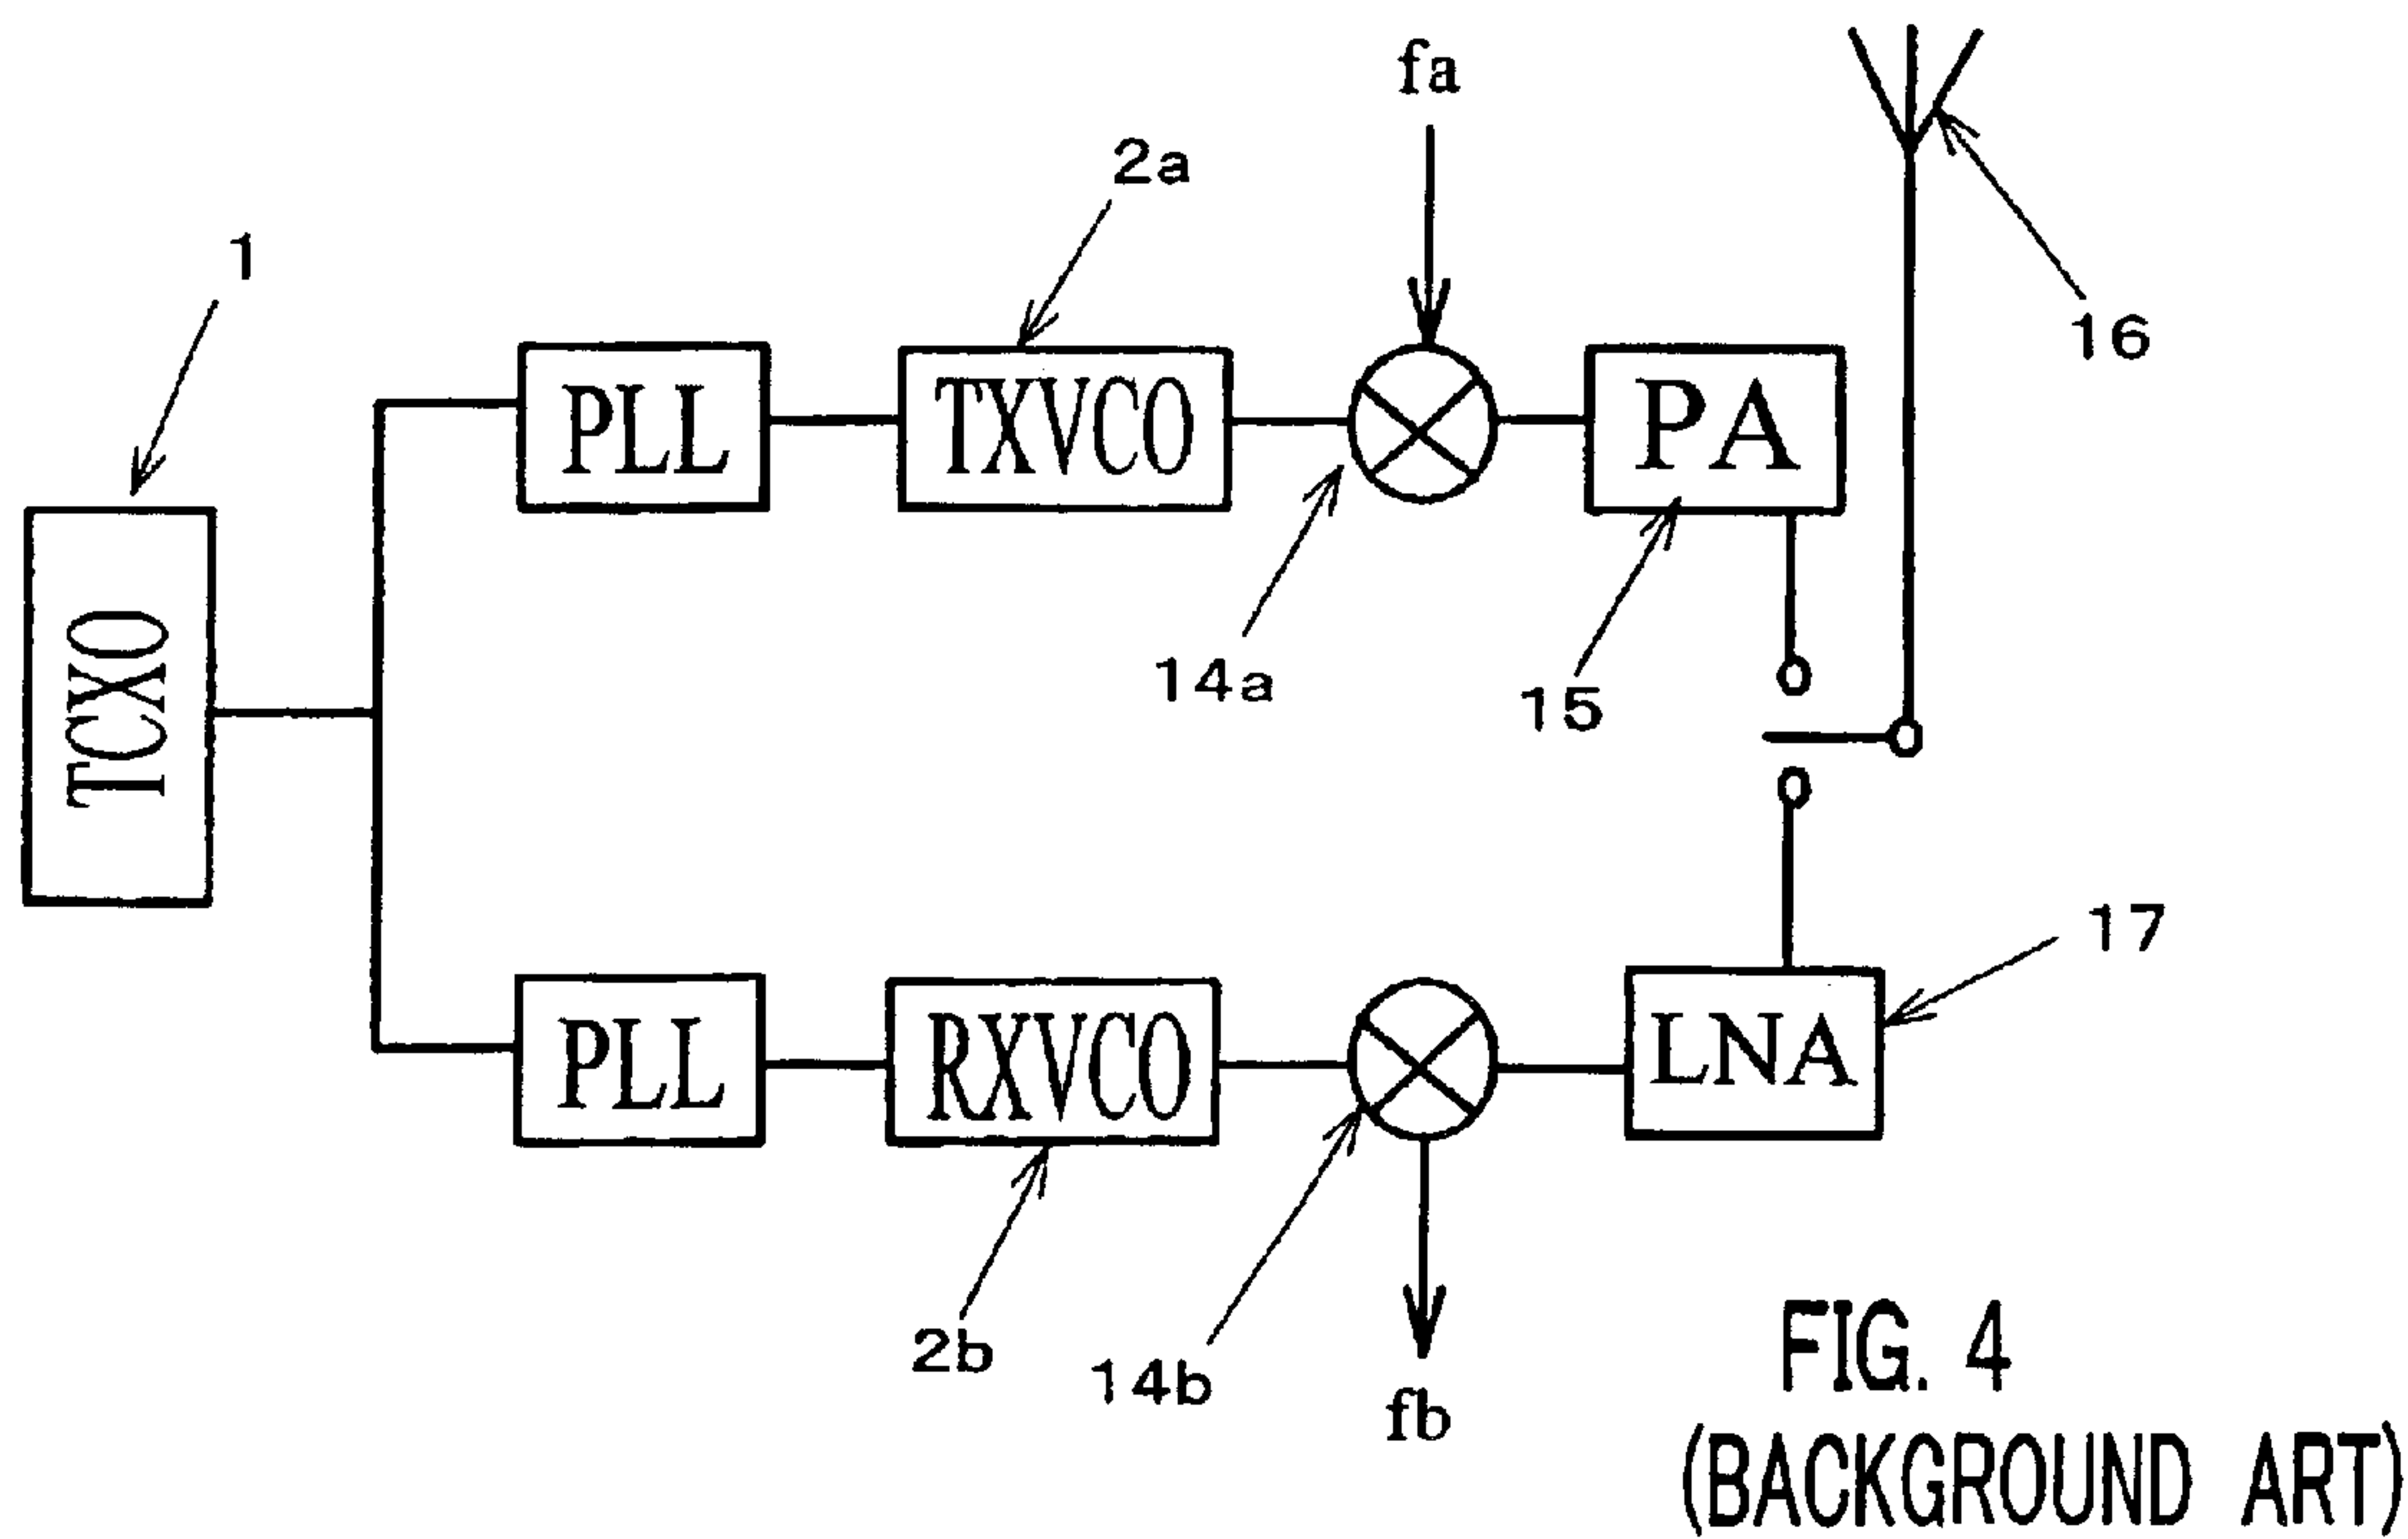 fa
2a
1
16
PLL
TXVCO
PA
14a
15
TCXO
17
PLL
RXVCO
LNA
2b
14b
fb
FIG. 4
(BACKGROUND ART)